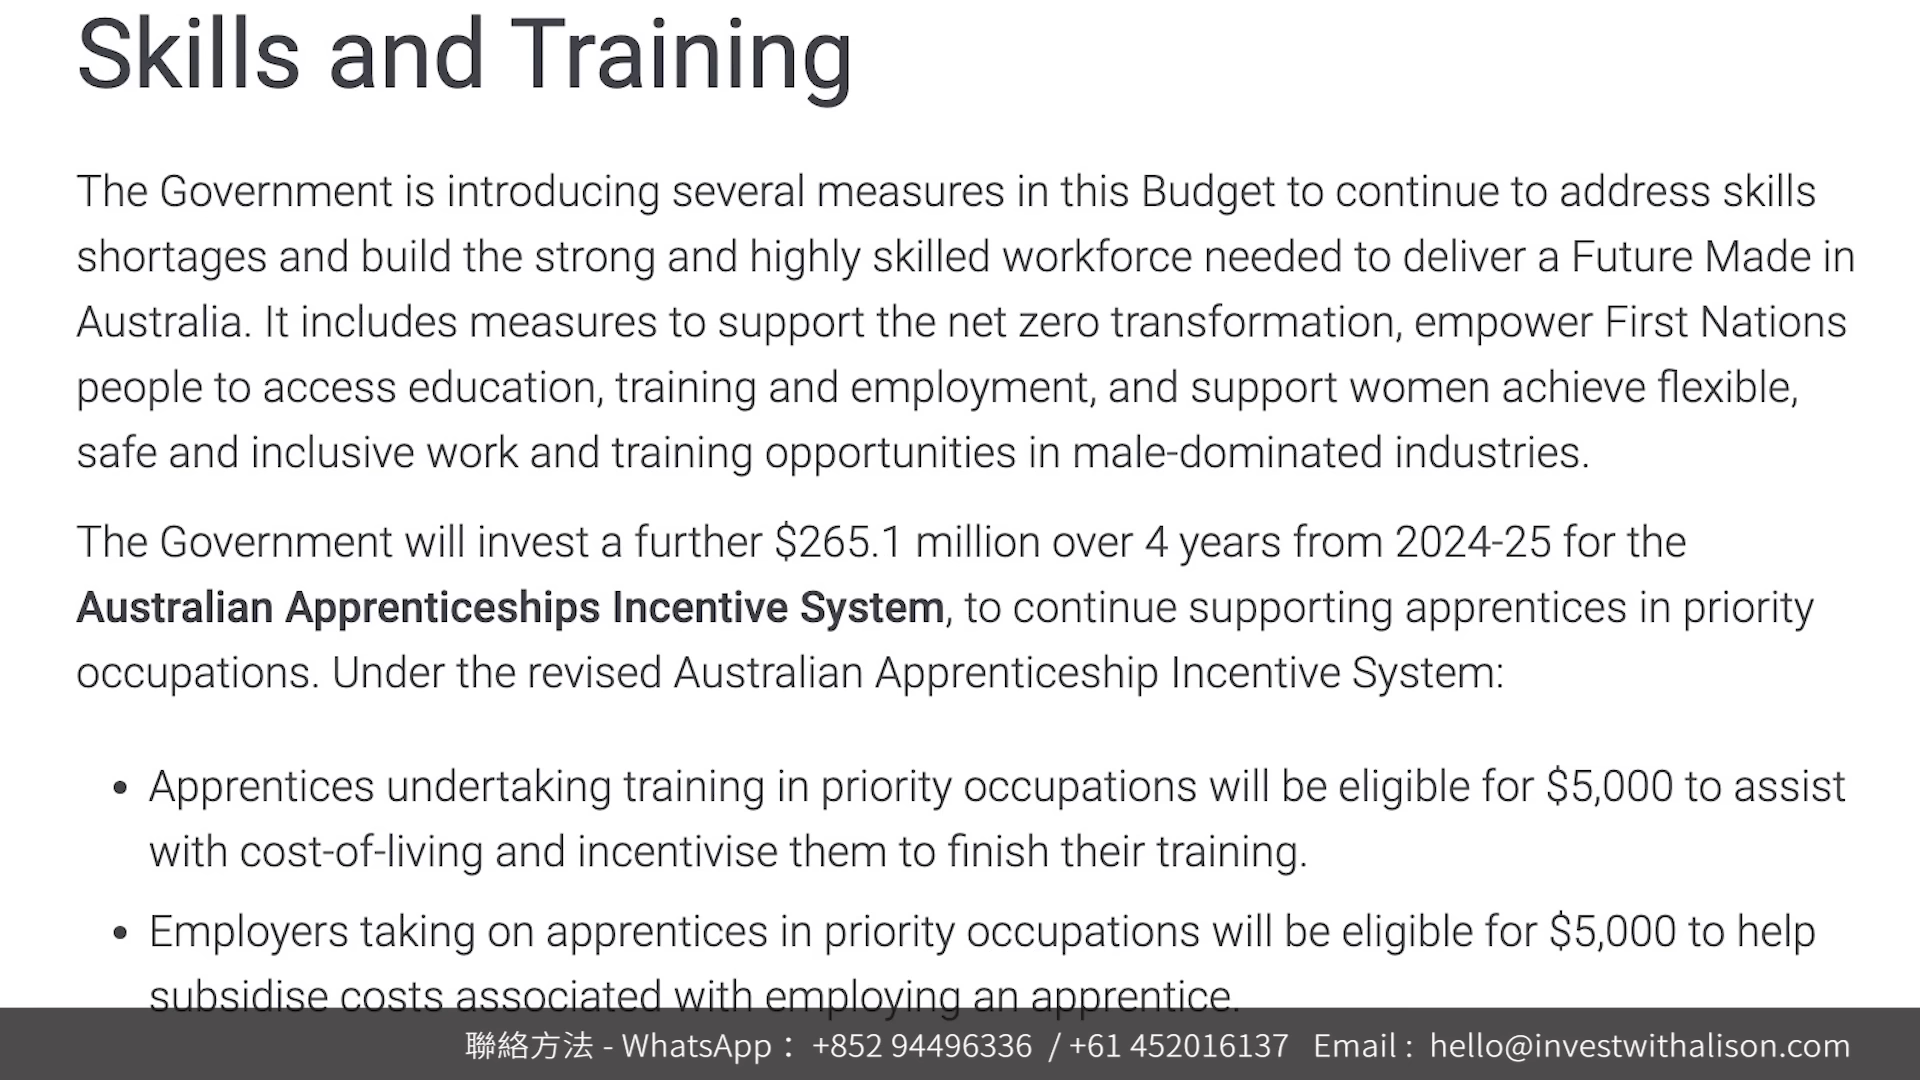 Skills and Training
The Government is introducing several measures in this Budget to continue to address skills
shortages and build the strong and highly skilled workforce needed to deliver a Future Made in
Australia. It includes measures to support the net zero transformation, empower First Nations
people to access education, training and employment, and support women achieve flexible,
safe and inclusive work and training opportunities in male-dominated industries.
The Government will invest a further $265.1 million over 4 years from 2024-25 for the
Australian Apprenticeships Incentive System, to continue supporting apprentices in priority
occupations. Under the revised Australian Apprenticeship Incentive System:
• Apprentices undertaking training in priority occupations will be eligible for $5,000 to assist
with cost-of-living and incentivise them to finish their training.
• Employers taking on apprentices in priority occupations will be eligible for $5,000 to help
subsidise costs associated with employing an apprentice.
聯絡方法 - WhatsApp： +852 94496336 / +61 452016137 Email : hello@investwithalison.com